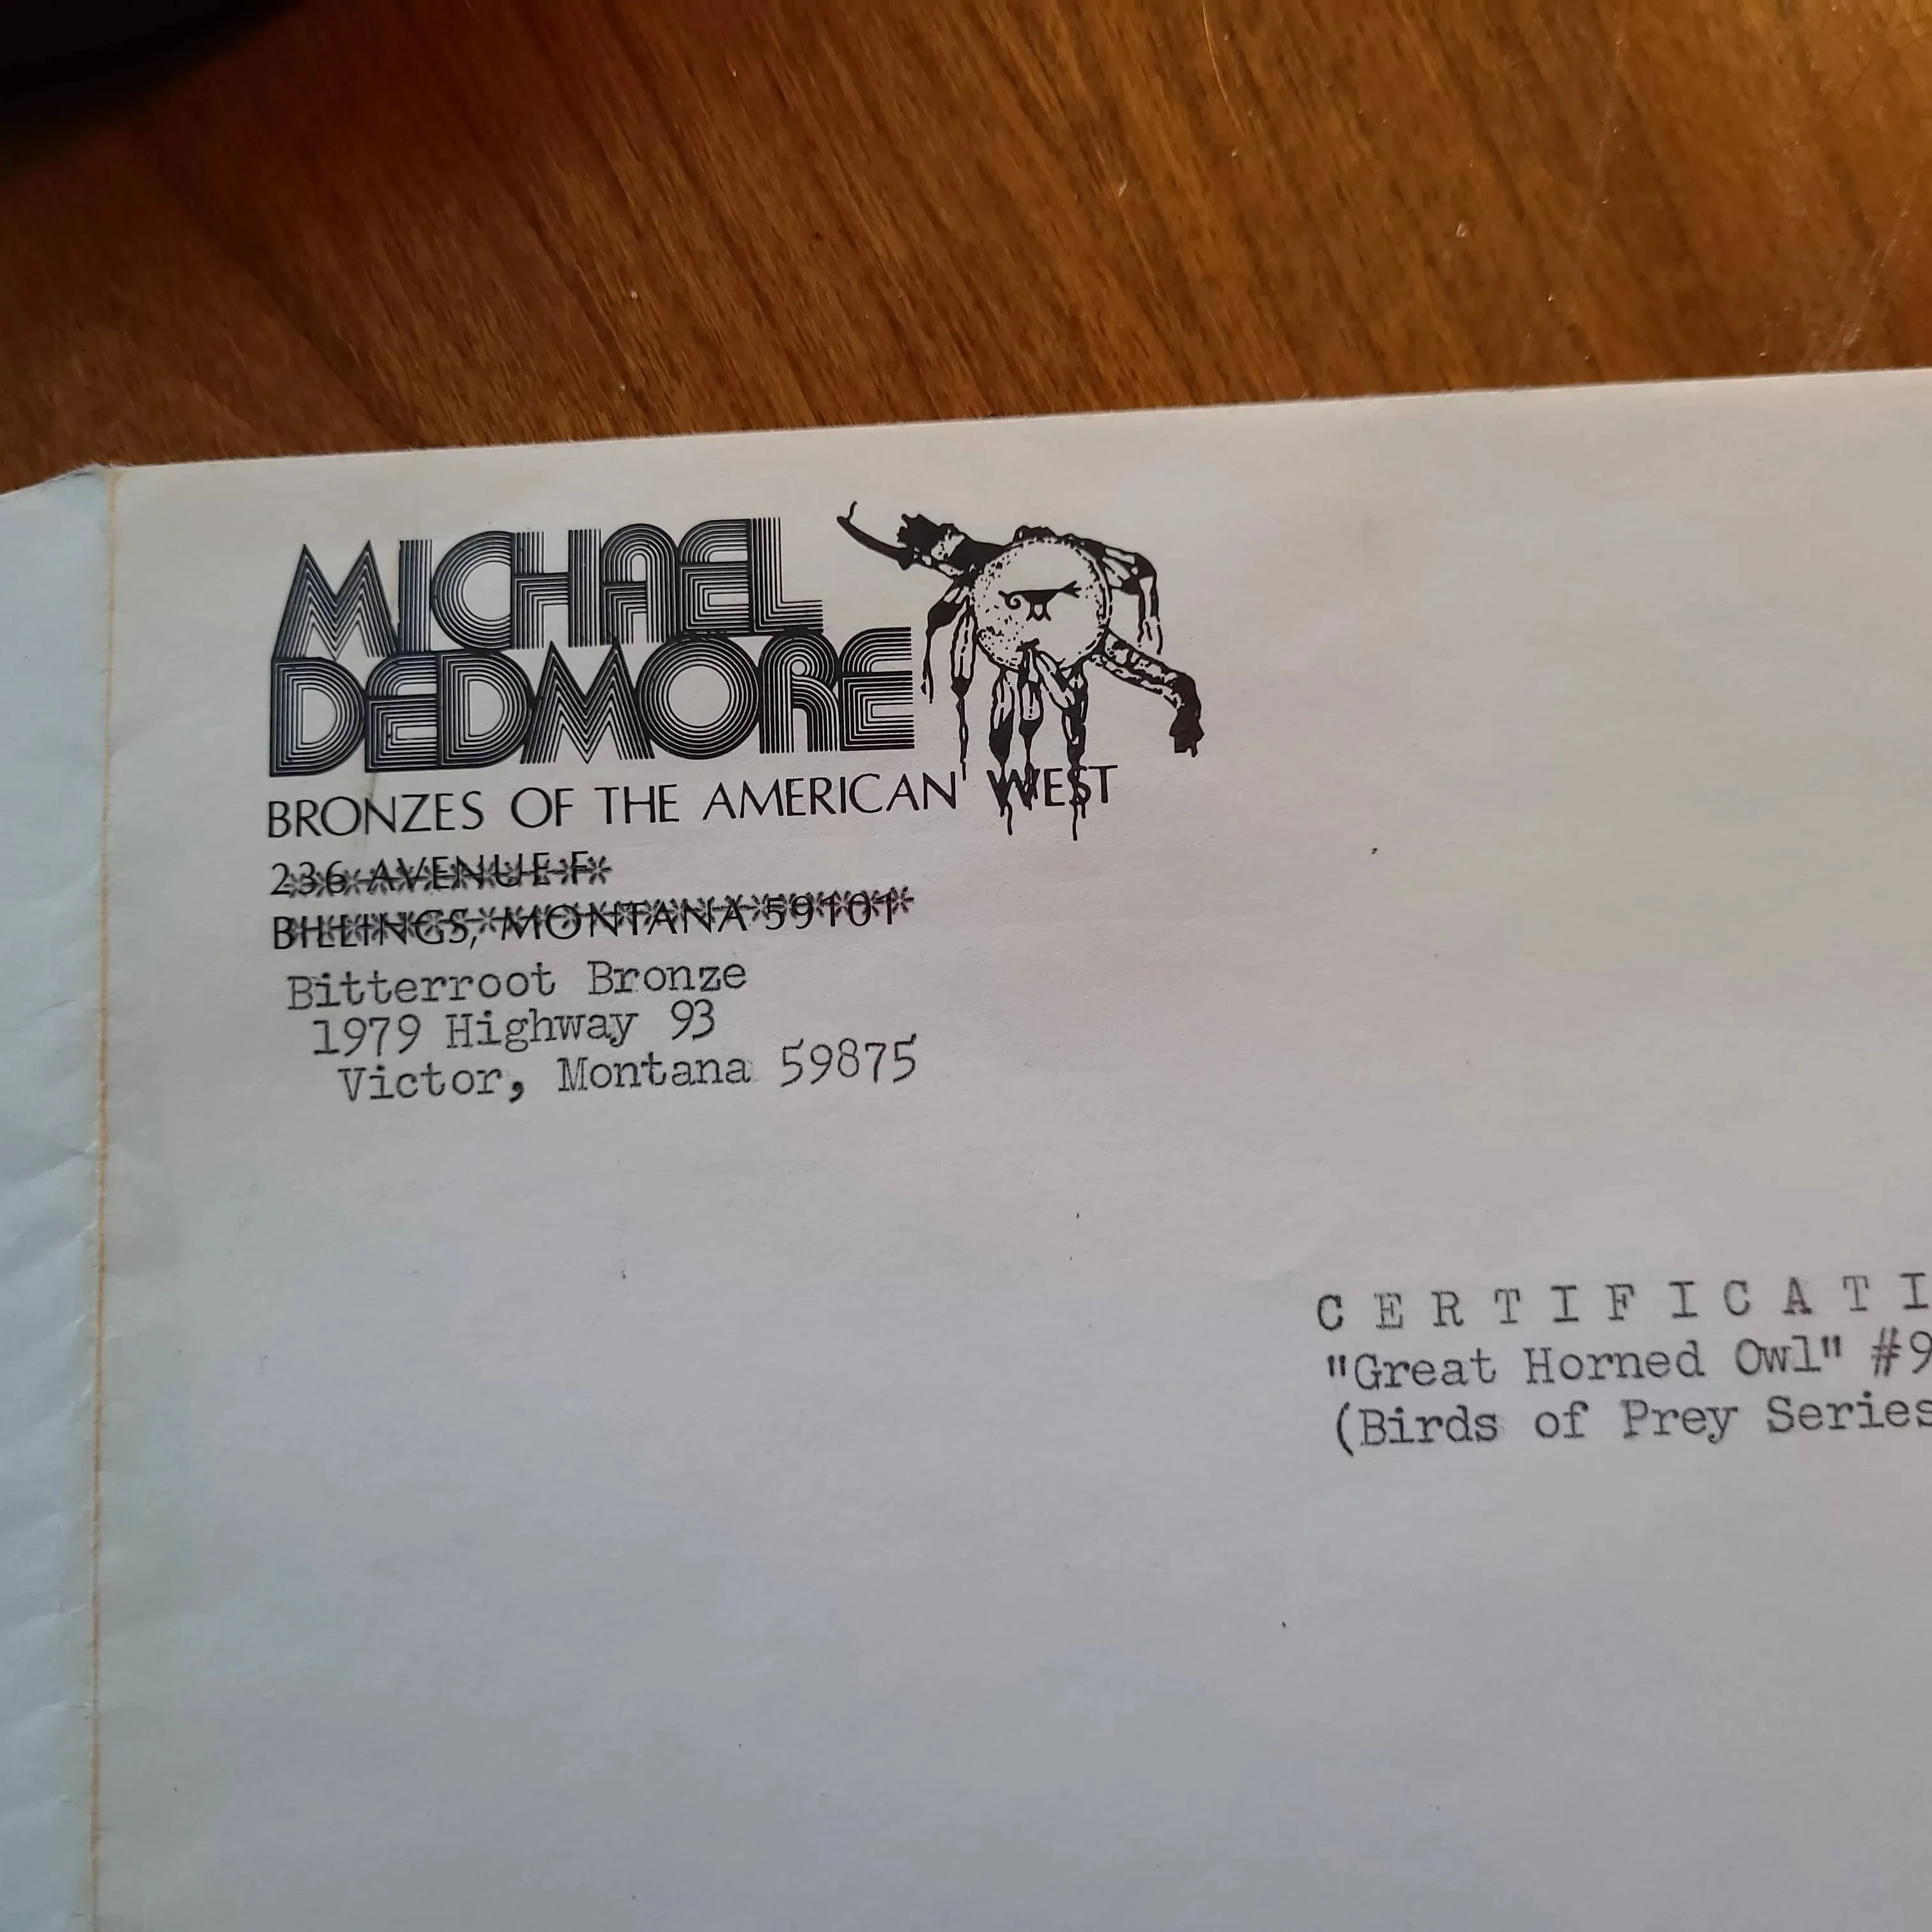 MICHAEL
DEDMORE
BRONZES OF THE AMERICAN WEST
236 AVENUE F
BILLINGS, MONTANA 59101
Bitterroot Bronze
1979 Highway 93
Victor, Montana 59875
C E R T I F I C A T I
"Great Horned Owl" #9
(Birds of Prey Series